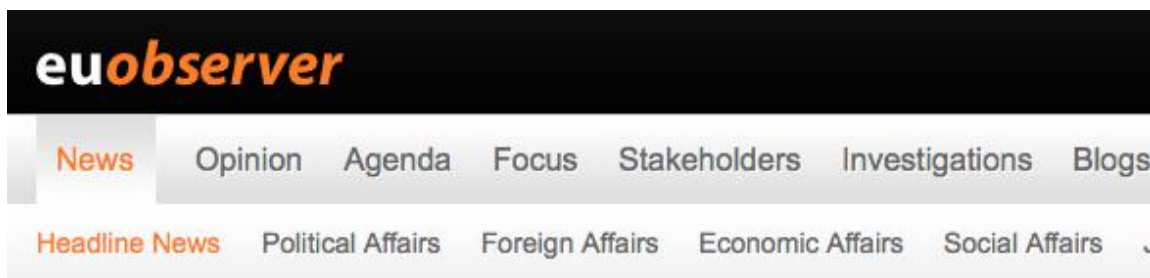 euobserver
News Opinion Agenda Focus Stakeholders Investigations Blogs
Headline News Political Affairs Foreign Affairs Economic Affairs Social Affairs